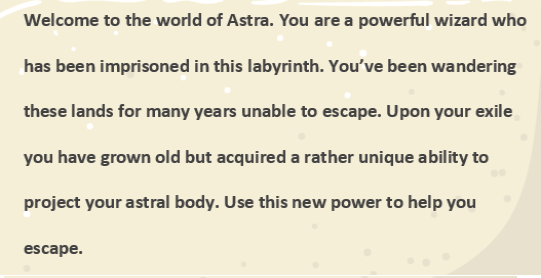 Welcome to the world of Astra. You are a powerful wizard who
has been imprisoned in this labyrinth. You've been wandering
these lands for many years unable to escape. Upon your exile
you have grown old but acquired a rather unique ability to
project your astral body. Use this new power to help you
escape.